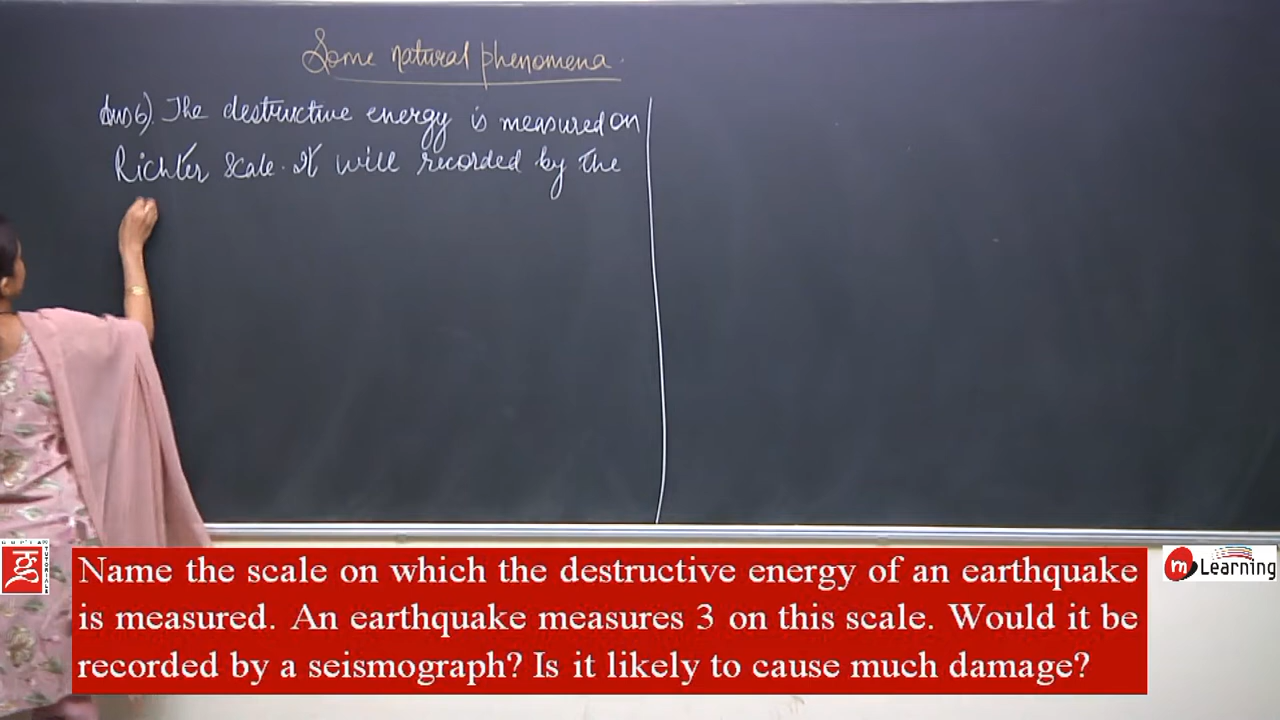 Some natural phenomena.
Ans 6). The destructive energy is measured on
Richter Scale. It will recorded by the
Name the scale on which the destructive energy of an earthquake
is measured. An earthquake measures 3 on this scale. Would it be
recorded by a seismograph? Is it likely to cause much damage?
m Learning